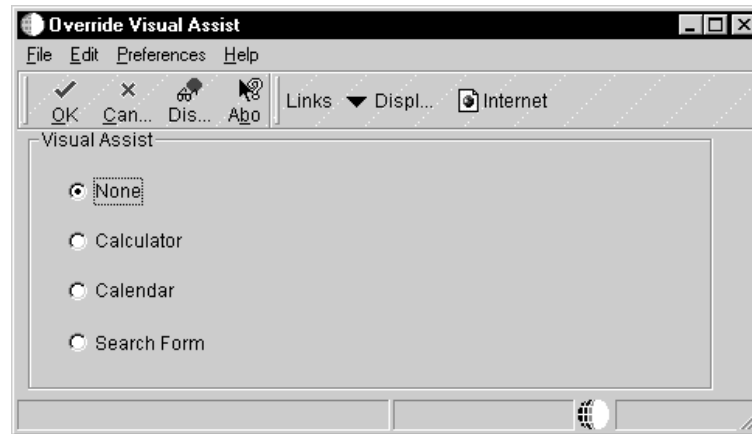 Override Visual Assist
File Edit Preferences Help
OK Can... Dis... Abo Links Displ... Internet
Visual Assist
None
Calculator
Calendar
Search Form